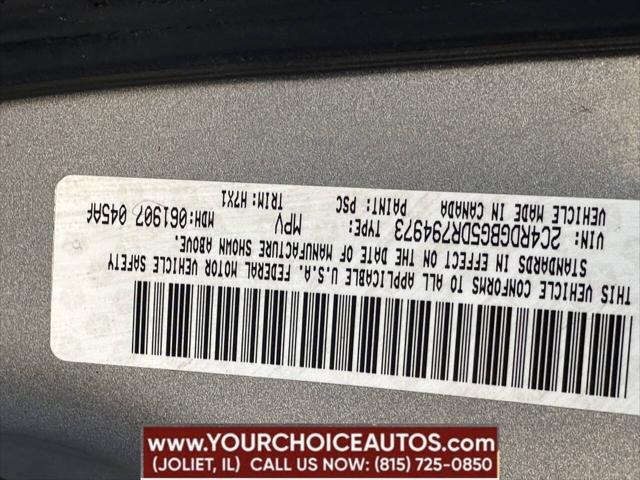 THIS VEHICLE CONFORMS TO ALL APPLICABLE U.S.A. FEDERAL MOTOR VEHICLE SAFETY
STANDARDS IN EFFECT ON THE DATE OF MANUFACTURE SHOWN ABOVE.
VIN: 2C4RDGBG5DR794973 TYPE: MPV MDH:061907 045AF
VEHICLE MADE IN CANADA PAINT: PSC TRIM: H7X1
WWW.YOURCHOICEAUTOS.COM
(JOLIET, IL) CALL US NOW: (815) 725-0850